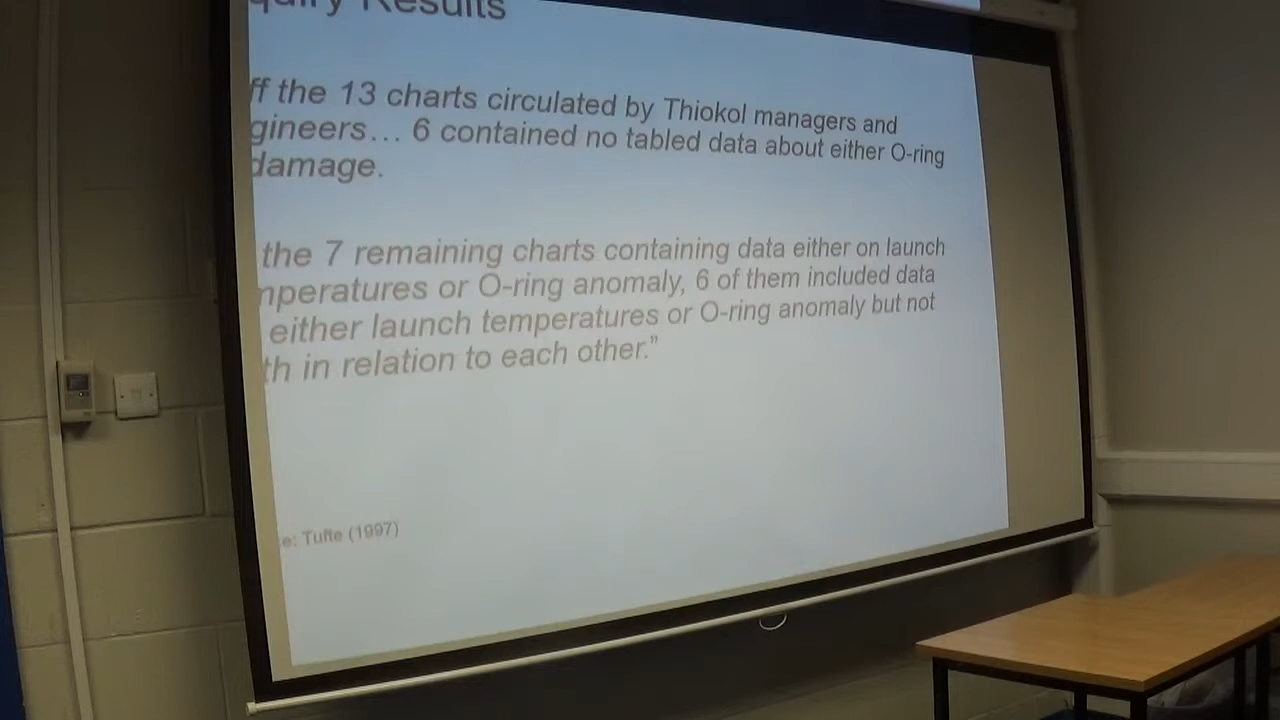 Results
ff the 13 charts circulated by Thiokol managers and
gineers... 6 contained no tabled data about either O-ring
damage.
the 7 remaining charts containing data either on launch
mperatures or O-ring anomaly, 6 of them included data
either launch temperatures or O-ring anomaly but not
th in relation to each other.”
e: Tufte (1997)